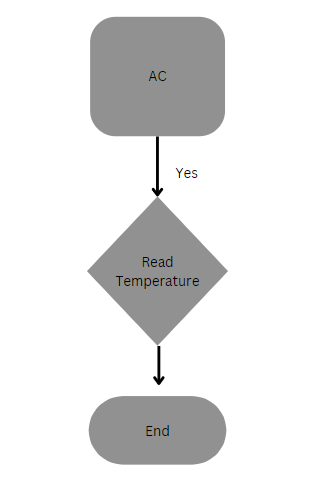 AC
Yes
Read
Temperature
End